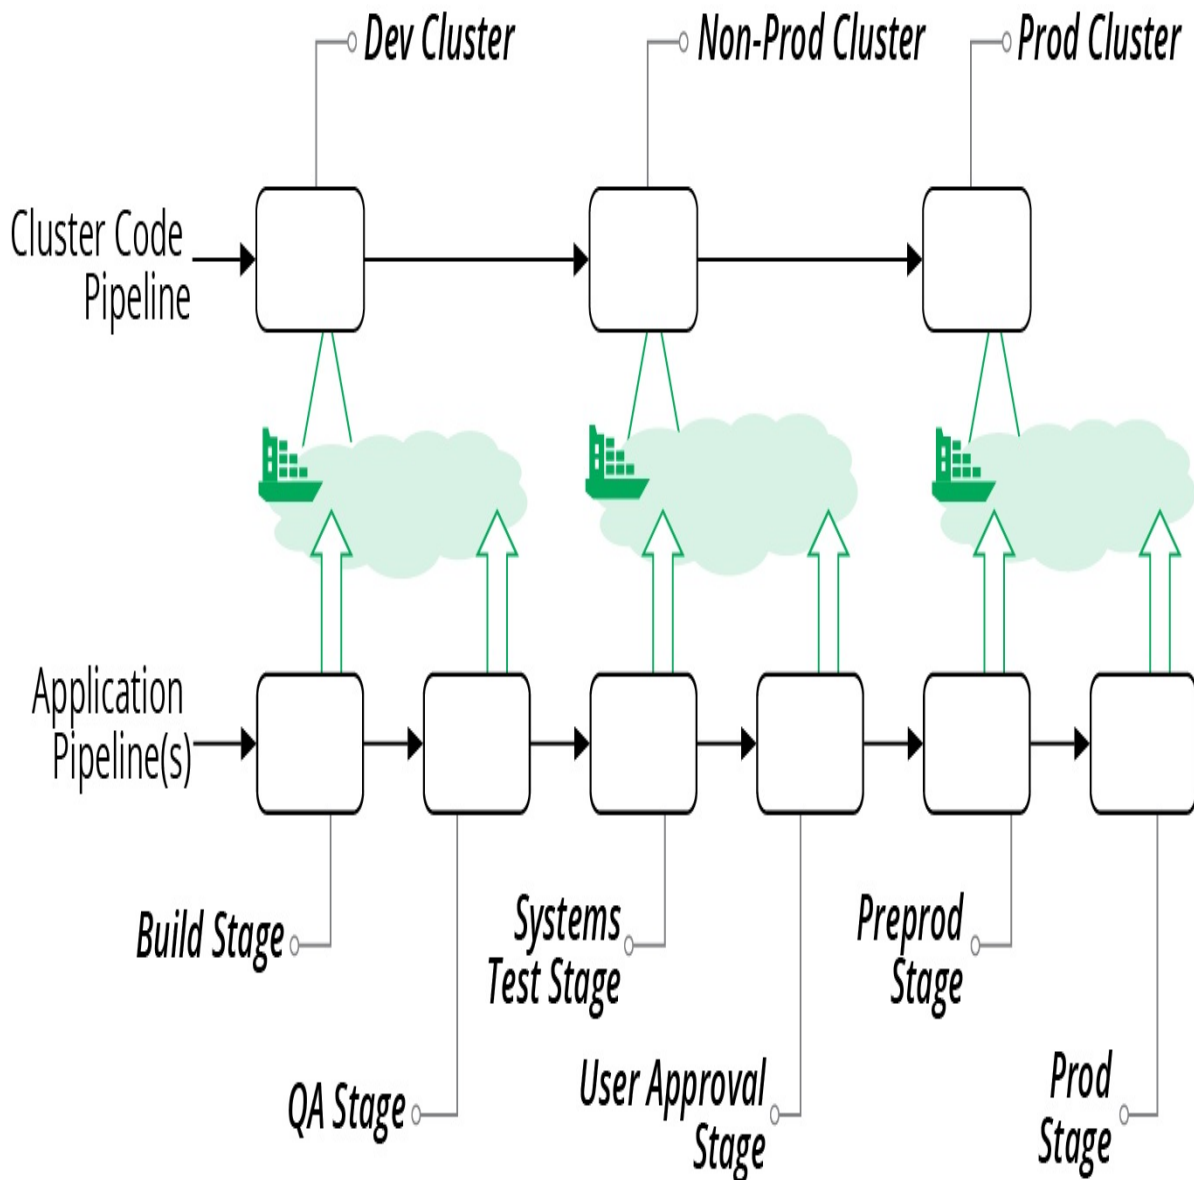 Dev Cluster
Non-Prod Cluster
Prod Cluster
Cluster Code
Pipeline
Application
Pipeline(s)
Build Stage
Systems
Test Stage
Preprod
Stage
QA Stage
User Approval
Stage
Prod
Stage